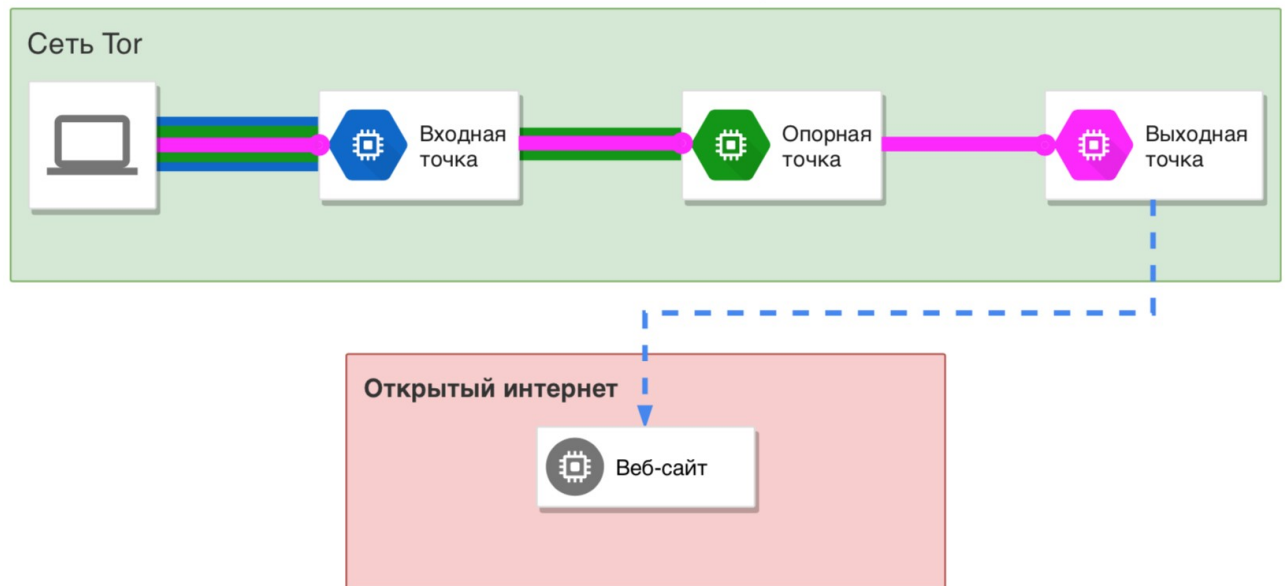 Сеть Tor
Входная
точка
Опорная
точка
Выходная
точка
Открытый интернет
Веб-сайт